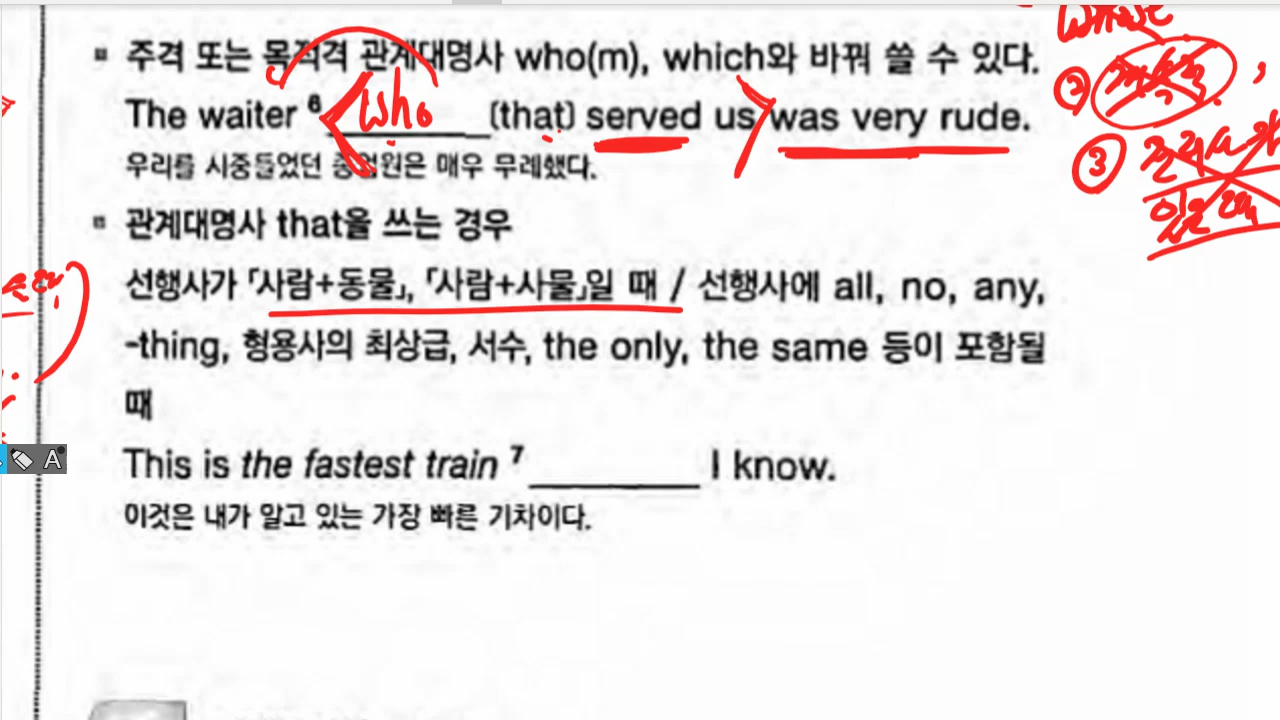 주격 또는 목적격 관계대명사 who(m), which와 바꿔 쓸 수 있다.
The waiter 6 who (that) served us was very rude.
우리를 시중들었던 종업원은 매우 무례했다.
관계대명사 that을 쓰는 경우
선행사가 「사람+동물」, 「사람+사물」일 때 / 선행사에 all, no, any,
-thing, 형용사의 최상급, 서수, the only, the same 등이 포함될
때
This is the fastest train 7 ______ I know.
이것은 내가 알고 있는 가장 빠른 기차이다.
②
③
A